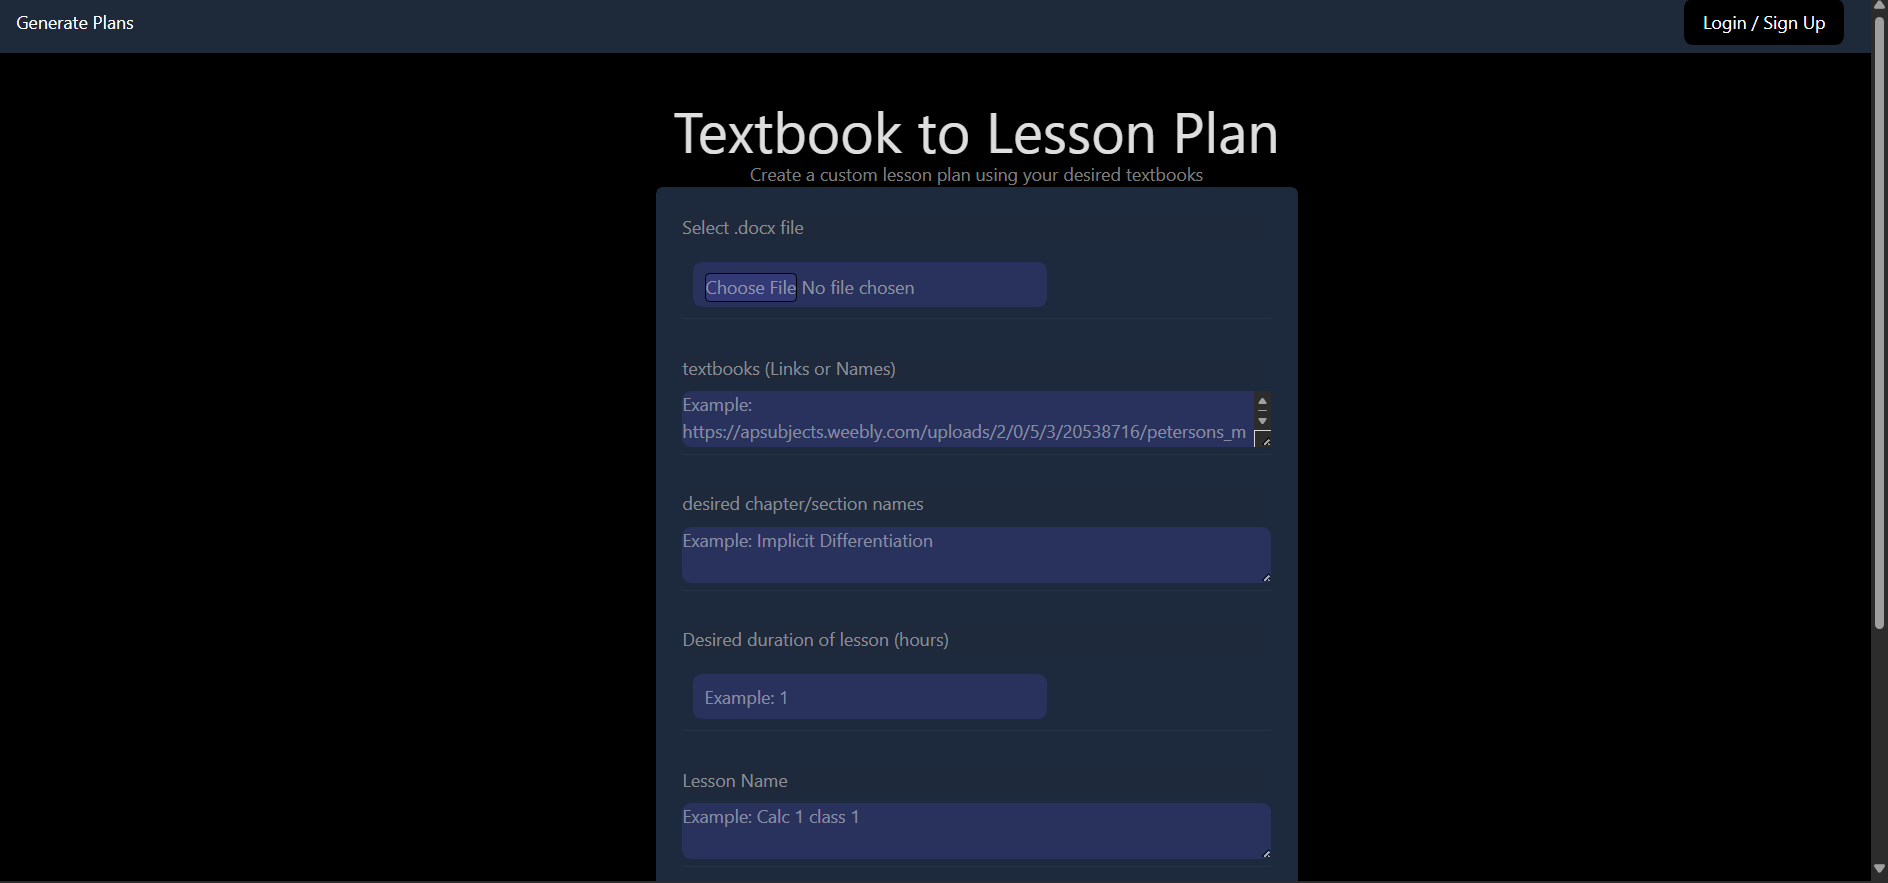 Generate Plans
Login / Sign Up
Textbook to Lesson Plan
Create a custom lesson plan using your desired textbooks
Select .docx file
Choose File No file chosen
textbooks (Links or Names)
Example:
https://apsubjects.weebly.com/uploads/2/0/5/3/20538716/petersons_m
desired chapter/section names
Example: Implicit Differentiation
Desired duration of lesson (hours)
Example: 1
Lesson Name
Example: Calc 1 class 1